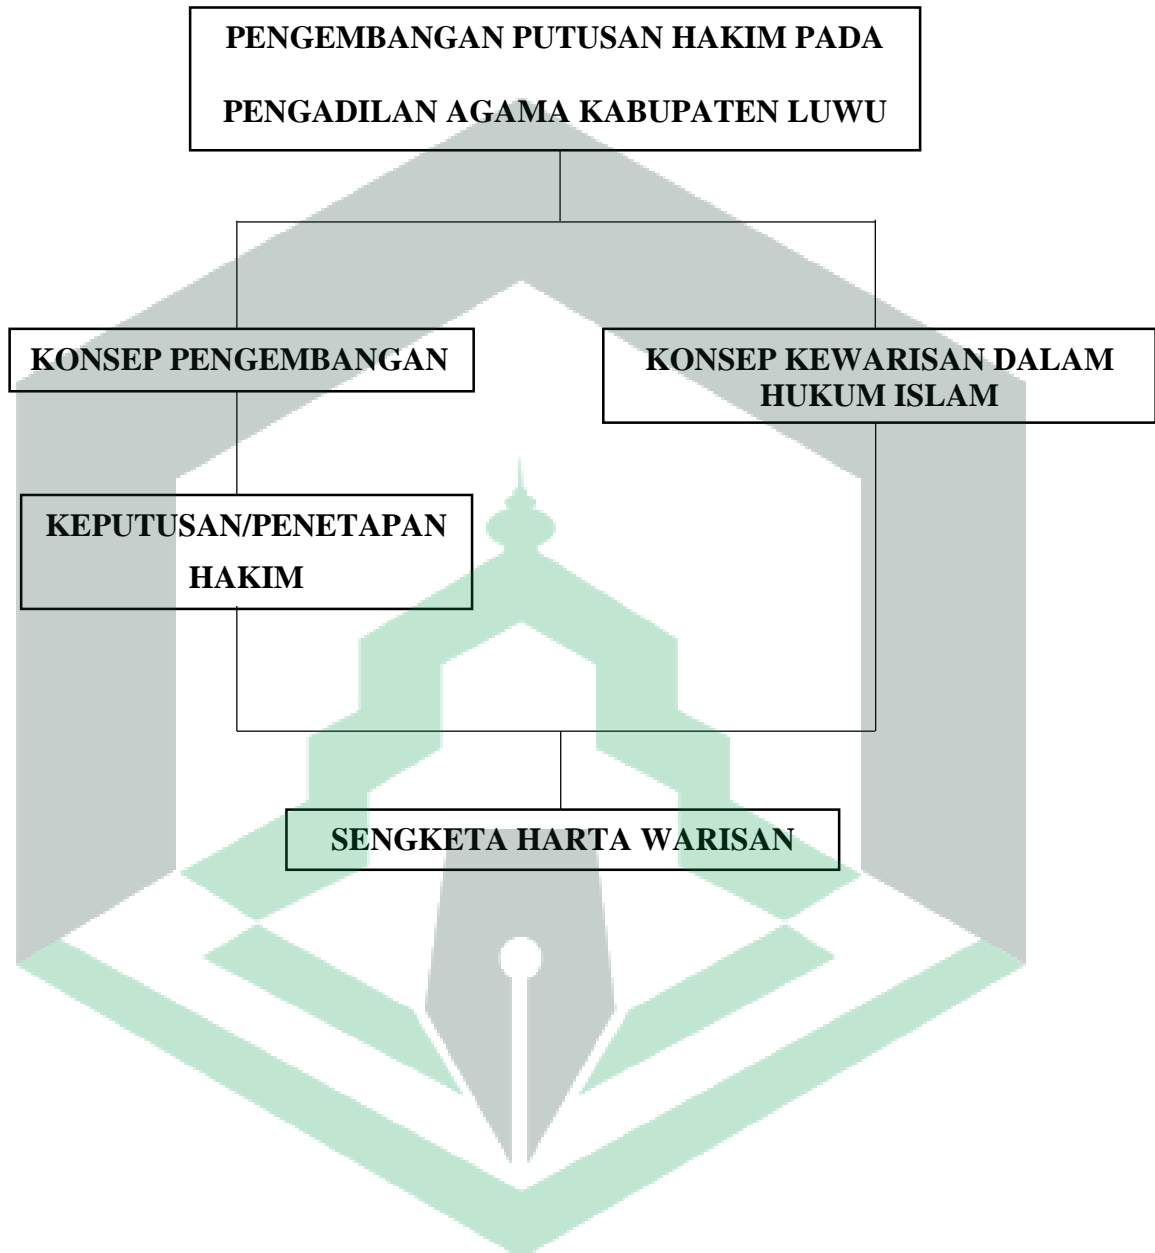 PENGEMBANGAN PUTUSAN HAKIM PADA
PENGADILAN AGAMA KABUPATEN LUWU
KONSEP PENGEMBANGAN
KONSEP KEWARISAN DALAM
HUKUM ISLAM
KEPUTUSAN/PENETAPAN
HAKIM
SENGKETA HARTA WARISAN